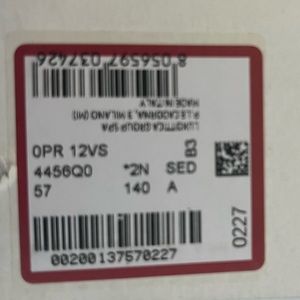 8 056597 037426
LUXOTTICA GROUP SPA
P.LE CADORNA, 3 MILANO (MI)
MADE IN ITALY
0PR 12VS
B3
4456Q0 *2N SED
57 140 A
0227
00200137570227